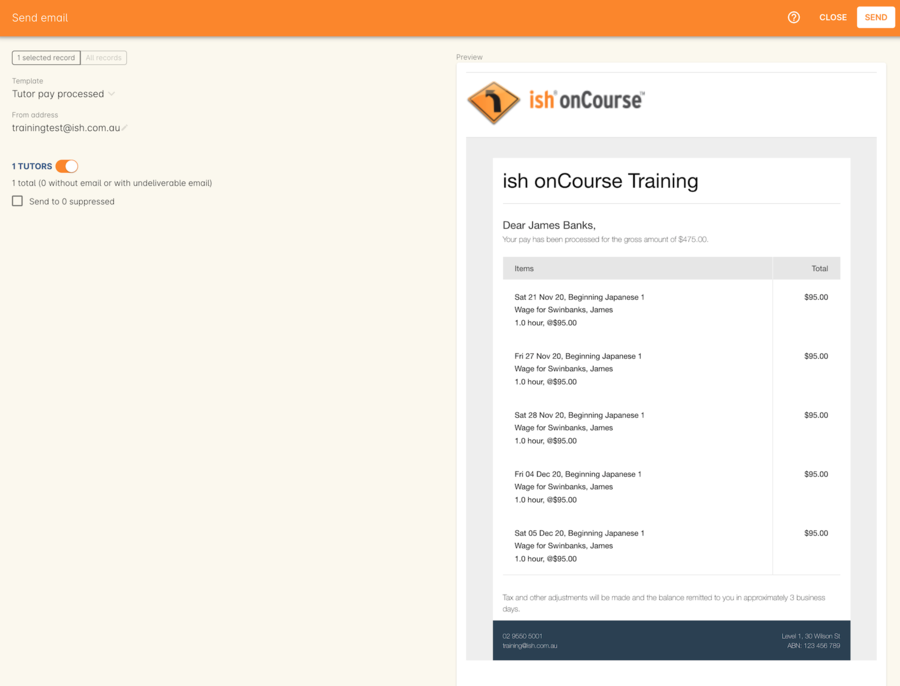 Send email
CLOSE
SEND
1 selected record
All records
Template
Tutor pay processed
From address
trainingtest@ish.com.au
1 TUTORS
1 total (0 without email or with undeliverable email)
Send to 0 suppressed
Preview
ish® onCourse™
ish onCourse Training
Dear James Banks,
Your pay has been processed for the gross amount of $475.00.
Items Total
Sat 21 Nov 20, Beginning Japanese 1 $95.00
Wage for Swinbanks, James
1.0 hour, @$95.00
Fri 27 Nov 20, Beginning Japanese 1 $95.00
Wage for Swinbanks, James
1.0 hour, @$95.00
Sat 28 Nov 20, Beginning Japanese 1 $95.00
Wage for Swinbanks, James
1.0 hour, @$95.00
Fri 04 Dec 20, Beginning Japanese 1 $95.00
Wage for Swinbanks, James
1.0 hour, @$95.00
Sat 05 Dec 20, Beginning Japanese 1 $95.00
Wage for Swinbanks, James
1.0 hour, @$95.00
Tax and other adjustments will be made and the balance remitted to you in approximately 3 business
days.
02 9550 5001 Level 1, 30 Wilson St
training@ish.com.au ABN: 123 456 789